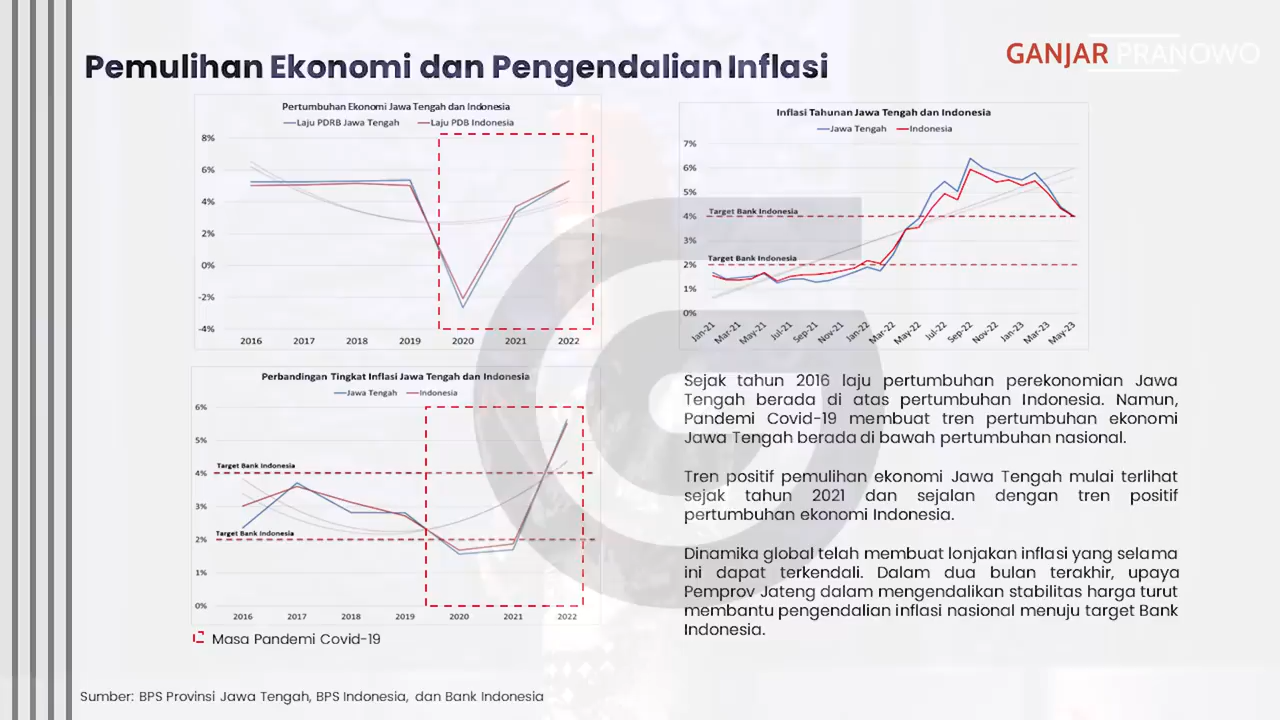 Pemulihan Ekonomi dan Pengendalian Inflasi
GANJAR PRANOWO
Pertumbuhan Ekonomi Jawa Tengah dan Indonesia
Laju PDRB Jawa Tengah Laju PDB Indonesia
8%
6%
4%
2%
0%
-2%
-4%
2016 2017 2018 2019 2020 2021 2022
Perbandingan Tingkat Inflasi Jawa Tengah dan Indonesia
Jawa Tengah Indonesia
6%
5%
Target Bank Indonesia
4%
3%
Target Bank Indonesia
2%
1%
0%
2016 2017 2018 2019 2020 2021 2022
Masa Pandemi Covid-19
Inflasi Tahunan Jawa Tengah dan Indonesia
Jawa Tengah Indonesia
7%
6%
5%
Target Bank Indonesia
4%
3%
Target Bank Indonesia
2%
1%
0%
Jan-21 Mar-21 May-21 Jul-21 Sep-21 Nov-21 Jan-22 Mar-22 May-22 Jul-22 Sep-22 Nov-22 Jan-23 Mar-23 May-23
Sejak tahun 2016 laju pertumbuhan perekonomian Jawa
Tengah berada di atas pertumbuhan Indonesia. Namun,
Pandemi Covid-19 membuat tren pertumbuhan ekonomi
Jawa Tengah berada di bawah pertumbuhan nasional.
Tren positif pemulihan ekonomi Jawa Tengah mulai terlihat
sejak tahun 2021 dan sejalan dengan tren positif
pertumbuhan ekonomi Indonesia.
Dinamika global telah membuat lonjakan inflasi yang selama
ini dapat terkendali. Dalam dua bulan terakhir, upaya
Pemprov Jateng dalam mengendalikan stabilitas harga turut
membantu pengendalian inflasi nasional menuju target Bank
Indonesia.
Sumber: BPS Provinsi Jawa Tengah, BPS Indonesia, dan Bank Indonesia